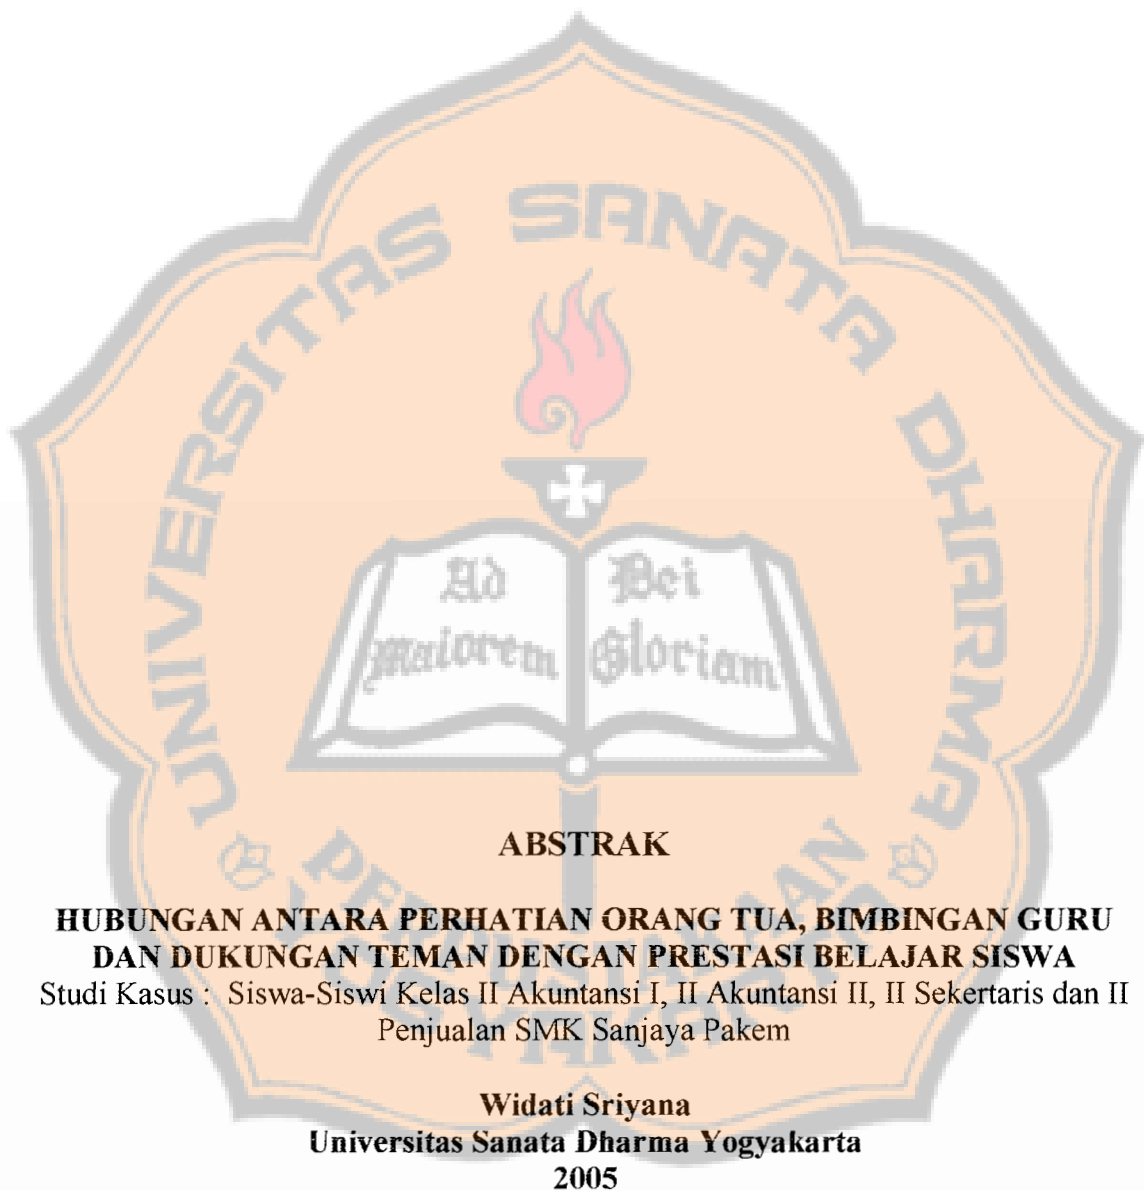 UNIVERSITAS SANATA DHARMA
Ad Dei
Maiorem Gloriam
ABSTRAK
HUBUNGAN ANTARA PERHATIAN ORANG TUA, BIMBINGAN GURU
DAN DUKUNGAN TEMAN DENGAN PRESTASI BELAJAR SISWA
Studi Kasus : Siswa-Siswi Kelas II Akuntansi I, II Akuntansi II, II Sekertaris dan II
Penjualan SMK Sanjaya Pakem
Widati Sriyana
Universitas Sanata Dharma Yogyakarta
2005